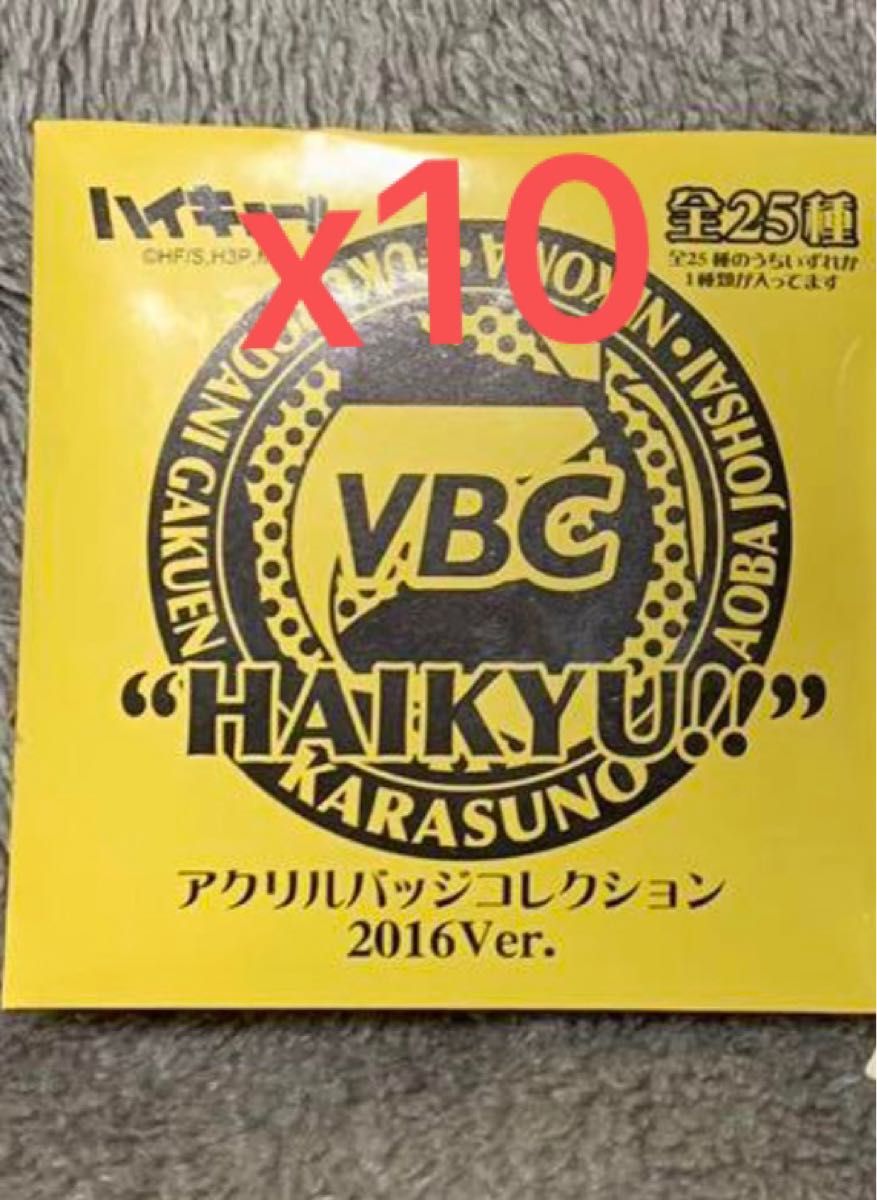 ハイキュー!!
©HF/S,H3P,
x10
全25種
全25種のうちいずれか
1種類が入ってます
GAKUEN
AOBA JOHSAI
VBC
"HAIKYU!!"
KARASUNO
アクリルバッジコレクション
2016Ver.